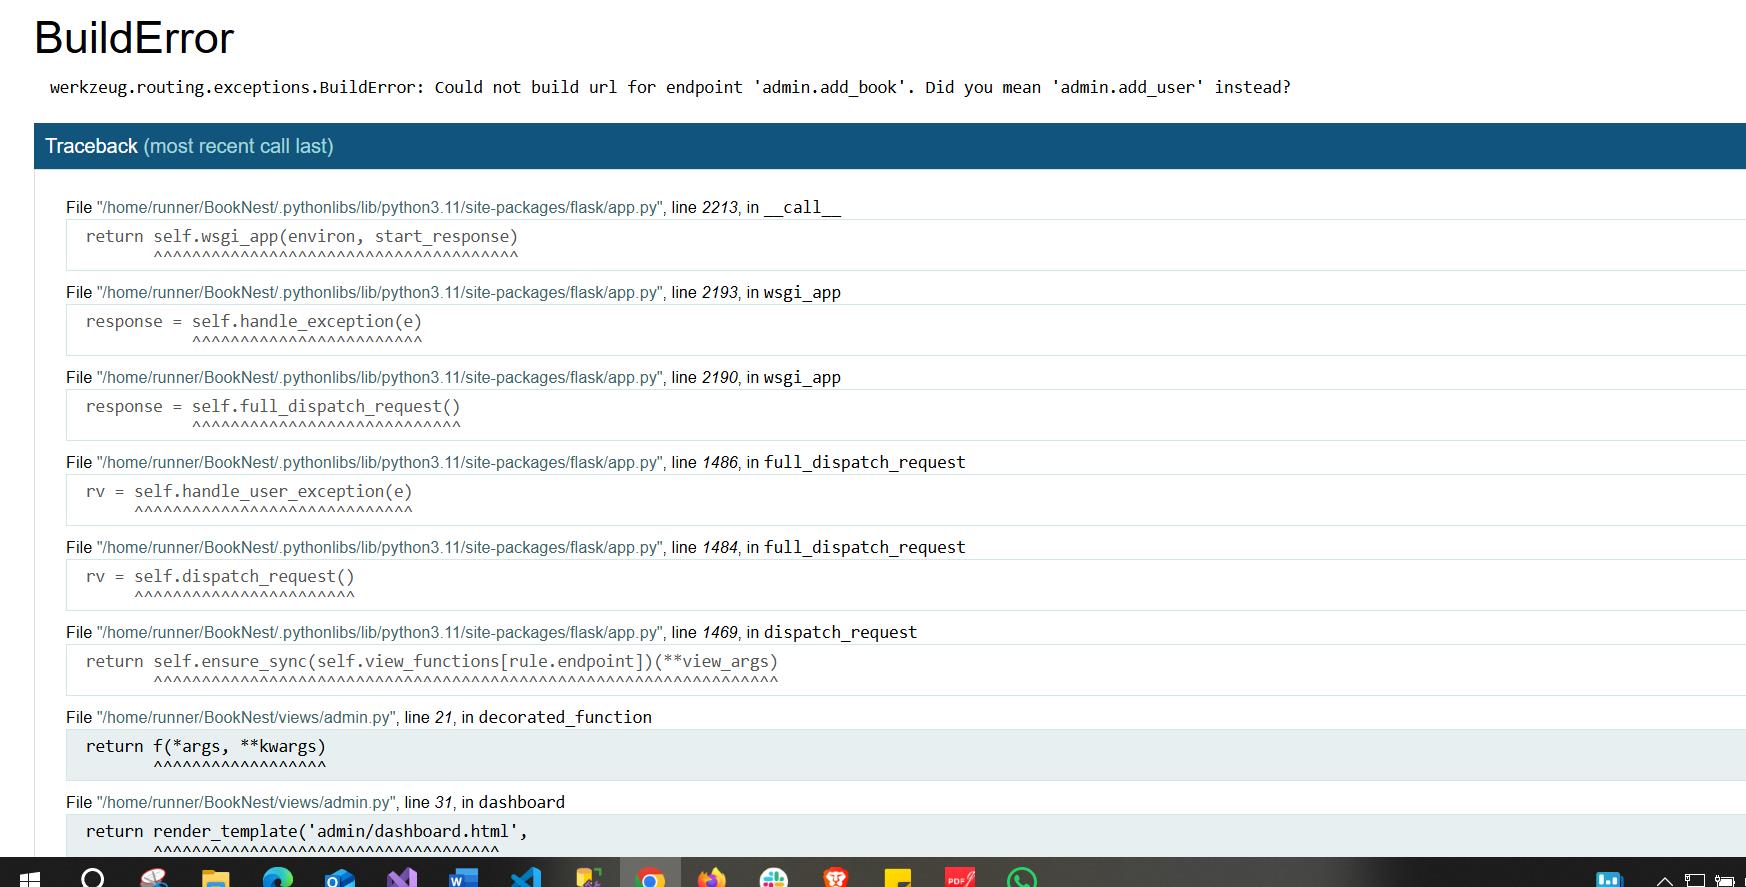 BuildError
werkzeug.routing.exceptions.BuildError: Could not build url for endpoint 'admin.add_book'. Did you mean 'admin.add_user' instead?
Traceback (most recent call last)
File "/home/runner/BookNest/.pythonlibs/lib/python3.11/site-packages/flask/app.py", line 2213, in __call__
return self.wsgi_app(environ, start_response)
^^^^^^^^^^^^^^^^^^^^^^^^^^^^^^^^^^^^^^
File "/home/runner/BookNest/.pythonlibs/lib/python3.11/site-packages/flask/app.py", line 2193, in wsgi_app
response = self.handle_exception(e)
^^^^^^^^^^^^^^^^^^^^^^^^
File "/home/runner/BookNest/.pythonlibs/lib/python3.11/site-packages/flask/app.py", line 2190, in wsgi_app
response = self.full_dispatch_request()
^^^^^^^^^^^^^^^^^^^^^^^^^^^^
File "/home/runner/BookNest/.pythonlibs/lib/python3.11/site-packages/flask/app.py", line 1486, in full_dispatch_request
rv = self.handle_user_exception(e)
^^^^^^^^^^^^^^^^^^^^^^^^^^^^^
File "/home/runner/BookNest/.pythonlibs/lib/python3.11/site-packages/flask/app.py", line 1484, in full_dispatch_request
rv = self.dispatch_request()
^^^^^^^^^^^^^^^^^^^^^^^
File "/home/runner/BookNest/.pythonlibs/lib/python3.11/site-packages/flask/app.py", line 1469, in dispatch_request
return self.ensure_sync(self.view_functions[rule.endpoint])(**view_args)
^^^^^^^^^^^^^^^^^^^^^^^^^^^^^^^^^^^^^^^^^^^^^^^^^^^^^^^^^^^^^^^^^
File "/home/runner/BookNest/views/admin.py", line 21, in decorated_function
return f(*args, **kwargs)
^^^^^^^^^^^^^^^^^^
File "/home/runner/BookNest/views/admin.py", line 31, in dashboard
return render_template('admin/dashboard.html',
^^^^^^^^^^^^^^^^^^^^^^^^^^^^^^^^^^^^
W PDF